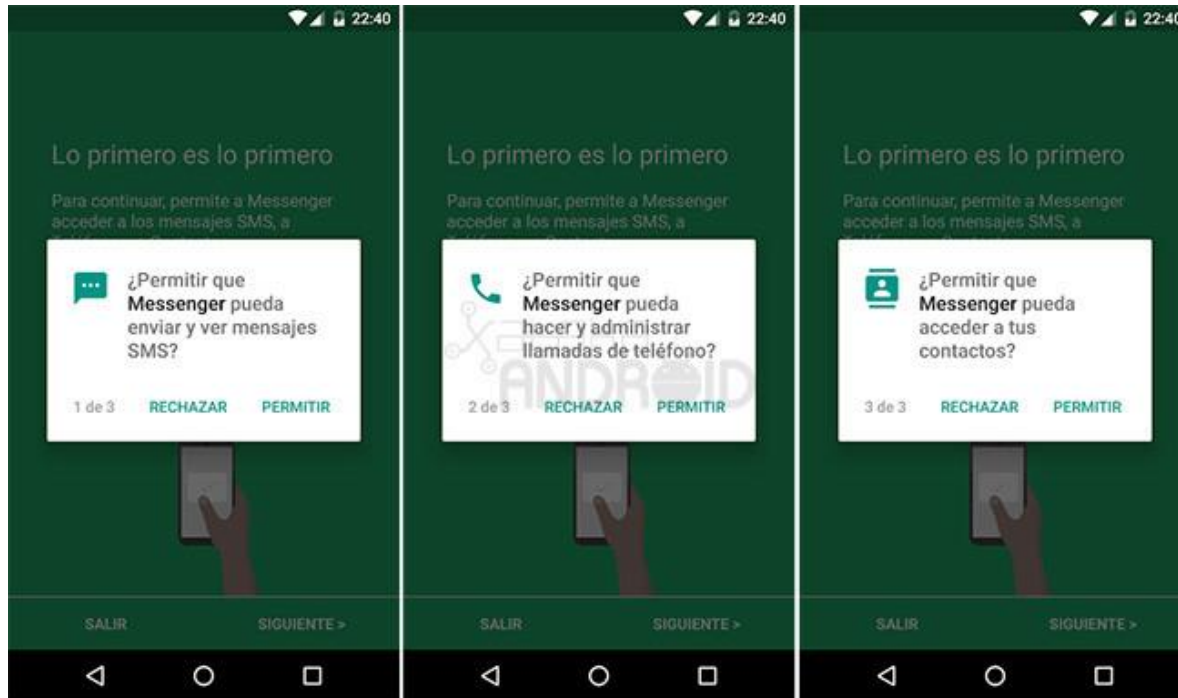 22:40
Lo primero es lo primero
Para continuar, permite a Messenger
acceder a los mensajes SMS, a
¿Permitir que
Messenger pueda
enviar y ver mensajes
SMS?
1 de 3 RECHAZAR PERMITIR
SALIR SIGUIENTE >
22:40
Lo primero es lo primero
Para continuar, permite a Messenger
acceder a los mensajes SMS, a
¿Permitir que
Messenger pueda
hacer y administrar
llamadas de teléfono?
ANDROID
2 de 3 RECHAZAR PERMITIR
SALIR SIGUIENTE >
22:40
Lo primero es lo primero
Para continuar, permite a Messenger
acceder a los mensajes SMS, a
¿Permitir que
Messenger pueda
acceder a tus
contactos?
3 de 3 RECHAZAR PERMITIR
SALIR SIGUIENTE >